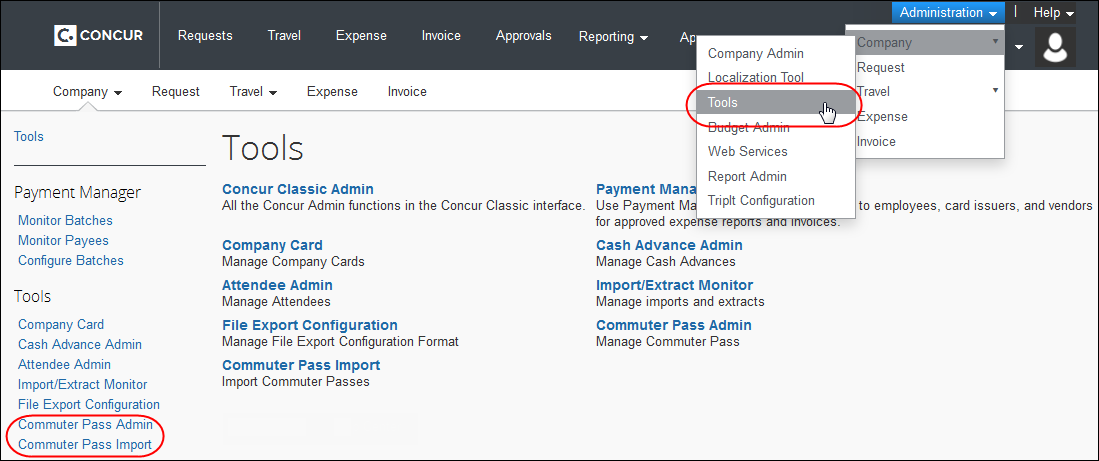 Administration | Help
C. CONCUR Requests Travel Expense Invoice Approvals Reporting Ap
Company
Request
Travel
Expense
Invoice
Company Admin
Localization Tool
Tools
Budget Admin
Web Services
Report Admin
TripIt Configuration
Company Request Travel Expense Invoice
Tools
Payment Manager
Monitor Batches
Monitor Payees
Configure Batches
Tools
Company Card
Cash Advance Admin
Attendee Admin
Import/Extract Monitor
File Export Configuration
Commuter Pass Admin
Commuter Pass Import
Tools
Concur Classic Admin
All the Concur Admin functions in the Concur Classic interface.
Payment Mana
Use Payment Ma to employees, card issuers, and vendors
for approved expense reports and invoices.
Company Card
Manage Company Cards
Cash Advance Admin
Manage Cash Advances
Attendee Admin
Manage Attendees
Import/Extract Monitor
Manage imports and extracts
File Export Configuration
Manage File Export Configuration Format
Commuter Pass Admin
Manage Commuter Pass
Commuter Pass Import
Import Commuter Passes